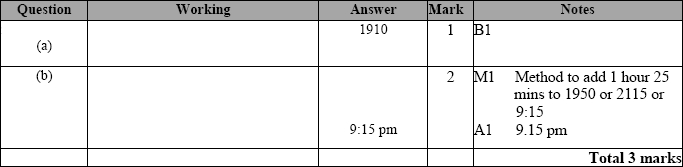 Question Working Answer Mark Notes
(a) 1910 1 B1
(b) 2 M1 Method to add 1 hour 25
mins to 1950 or 2115 or
9:15
9:15 pm A1 9.15 pm
Total 3 marks